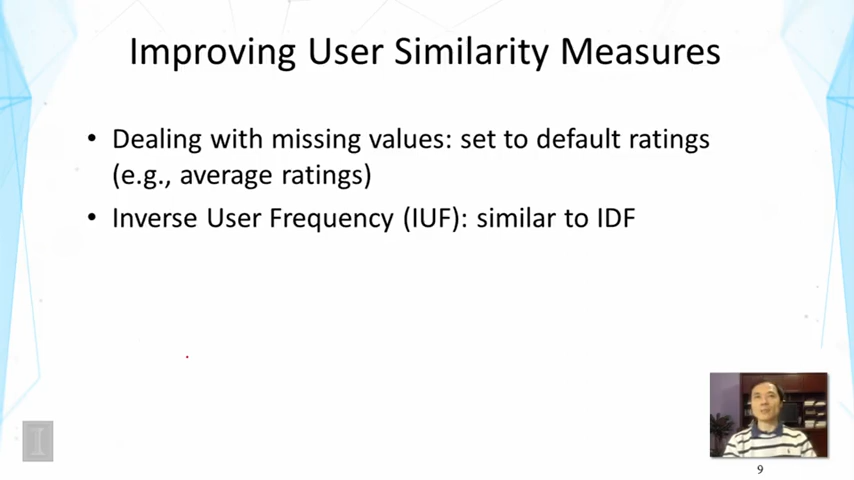 Improving User Similarity Measures
• Dealing with missing values: set to default ratings
(e.g., average ratings)
• Inverse User Frequency (IUF): similar to IDF
I
9